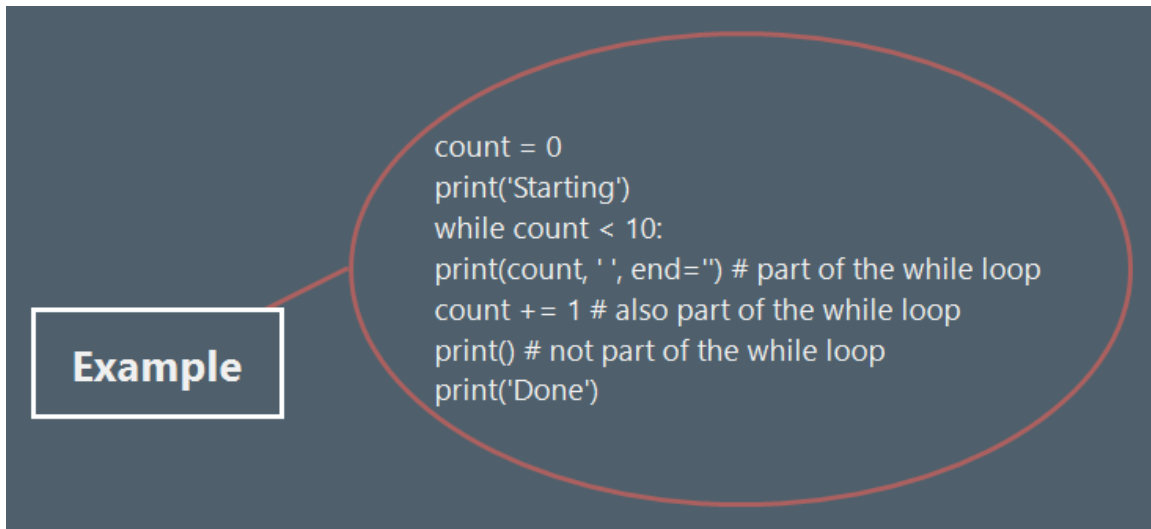 count = 0
print('Starting')
while count < 10:
print(count, ' ', end='') # part of the while loop
count += 1 # also part of the while loop
print() # not part of the while loop
print('Done')
Example